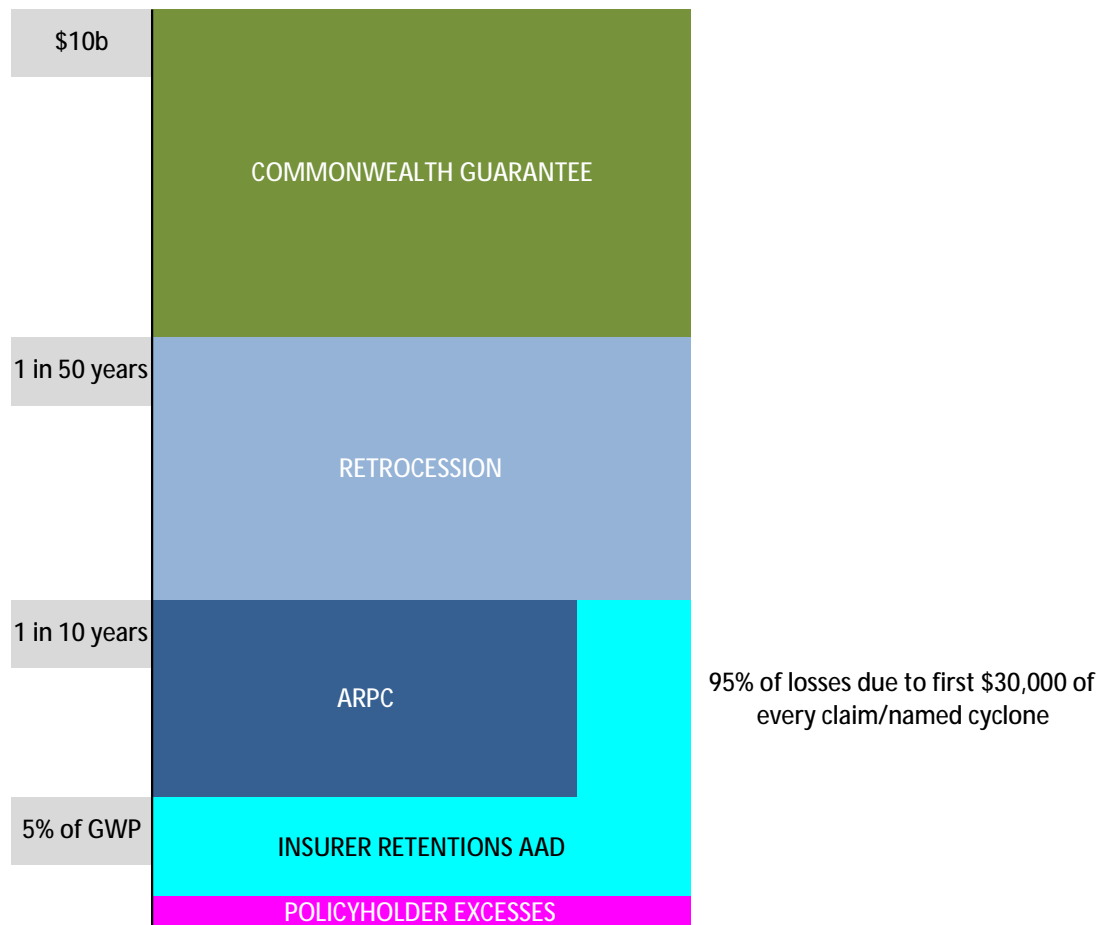 $10b
COMMONWEALTH GUARANTEE
1 in 50 years
RETROCESSION
1 in 10 years
ARPC
95% of losses due to first $30,000 of
every claim/named cyclone
5% of GWP
INSURER RETENTIONS AAD
POLICYHOLDER EXCESSES